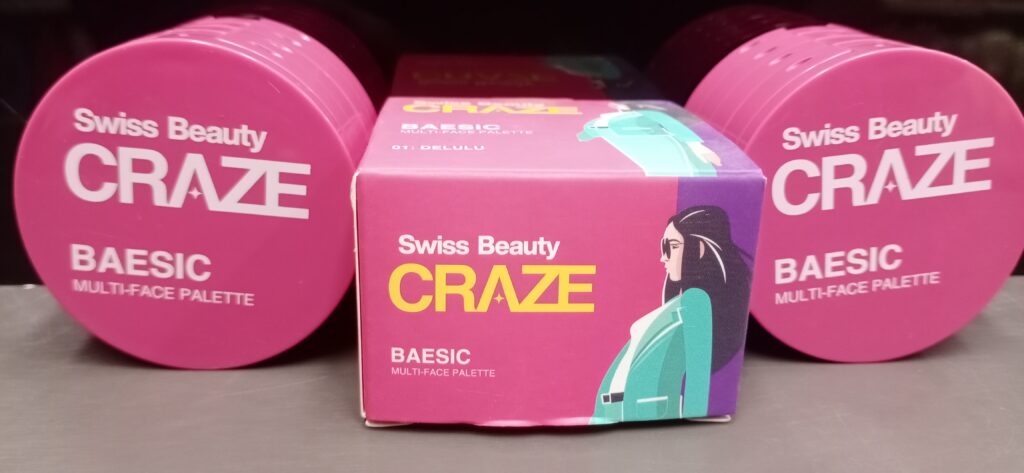 Swiss Beauty
CRAZE
BAESIC
MULTI-FACE PALETTE
CRAZE
BAESIC
MULTI-FACE PALETTE
01: DELULU
Swiss Beauty
CRAZE
BAESIC
MULTI-FACE PALETTE
Swiss Beauty
CRAZE
BAESIC
MULTI-FACE PALETTE